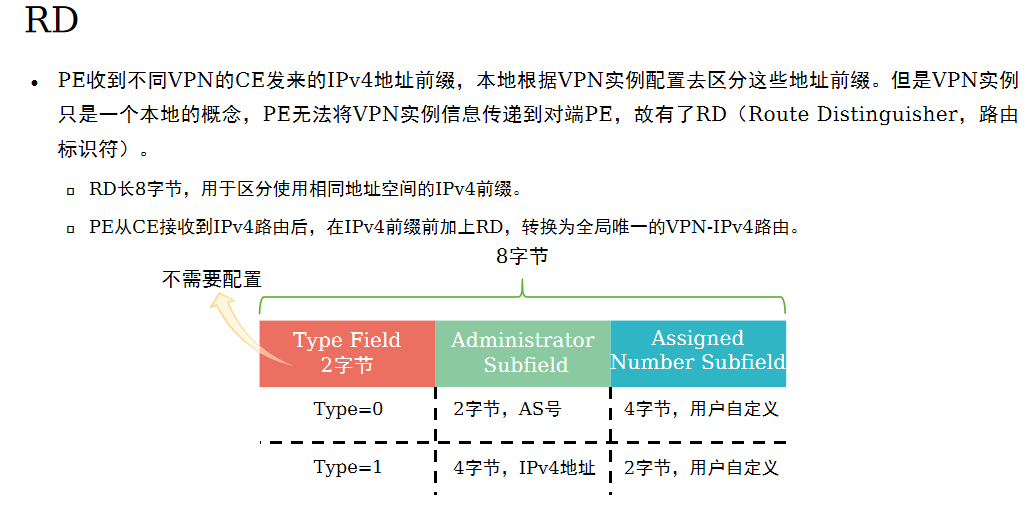 RD
PE收到不同VPN的CE发来的IPv4地址前缀，本地根据VPN实例配置去区分这些地址前缀。但是VPN实例
只是一个本地的概念，PE无法将VPN实例信息传递到对端PE，故有了RD（Route Distinguisher，路由
标识符）。
RD长8字节，用于区分使用相同地址空间的IPv4前缀。
PE从CE接收到IPv4路由后，在IPv4前缀前加上RD，转换为全局唯一的VPN-IPv4路由。
8字节
不需要配置
Type Field
2字节
Administrator
Subfield
Assigned
Number Subfield
Type=0
2字节，AS号
4字节，用户自定义
Type=1
4字节，IPv4地址
2字节，用户自定义